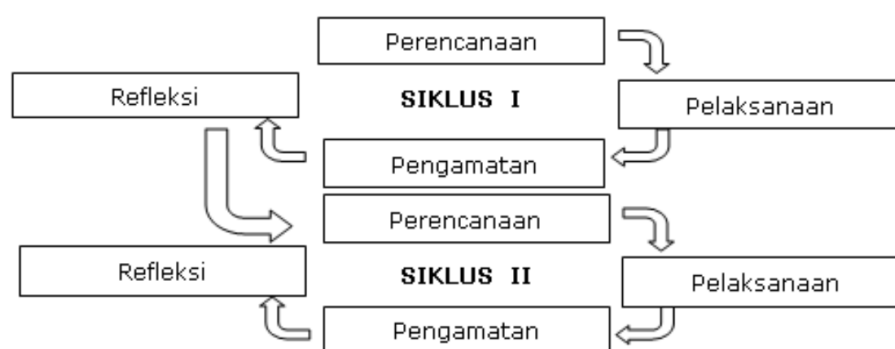 Perencanaan
Refleksi
SIKLUS I
Pelaksanaan
Pengamatan
Perencanaan
Refleksi
SIKLUS II
Pelaksanaan
Pengamatan